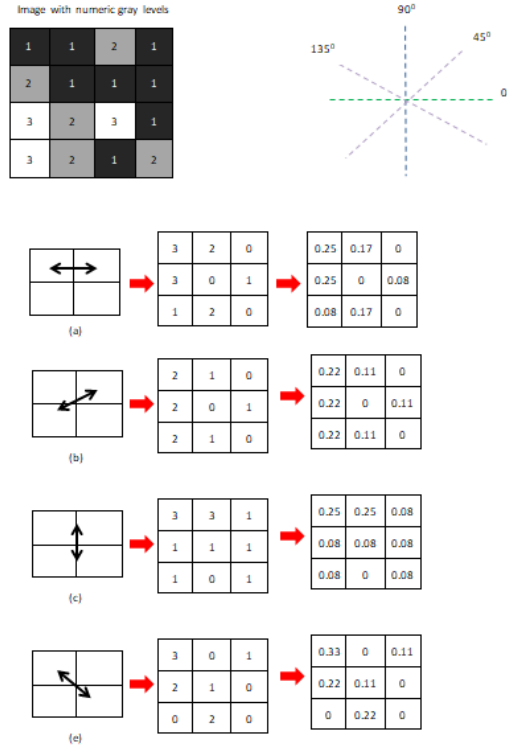 Image with numeric gray levels
1 1 2 1
2 1 1 1
3 2 3 1
3 2 1 2
90⁰
45⁰
135⁰
0
3 2 0
3 0 1
1 2 0
0.25 0.17 0
0.25 0 0.08
0.08 0.17 0
(a)
2 1 0
2 0 1
2 1 0
0.22 0.11 0
0.22 0 0.11
0.22 0.11 0
(b)
3 3 1
1 1 1
1 0 1
0.25 0.25 0.08
0.08 0.08 0.08
0.08 0 0.08
(c)
3 0 1
2 1 0
0 2 0
0.33 0 0.11
0.22 0.11 0
0 0.22 0
(e)